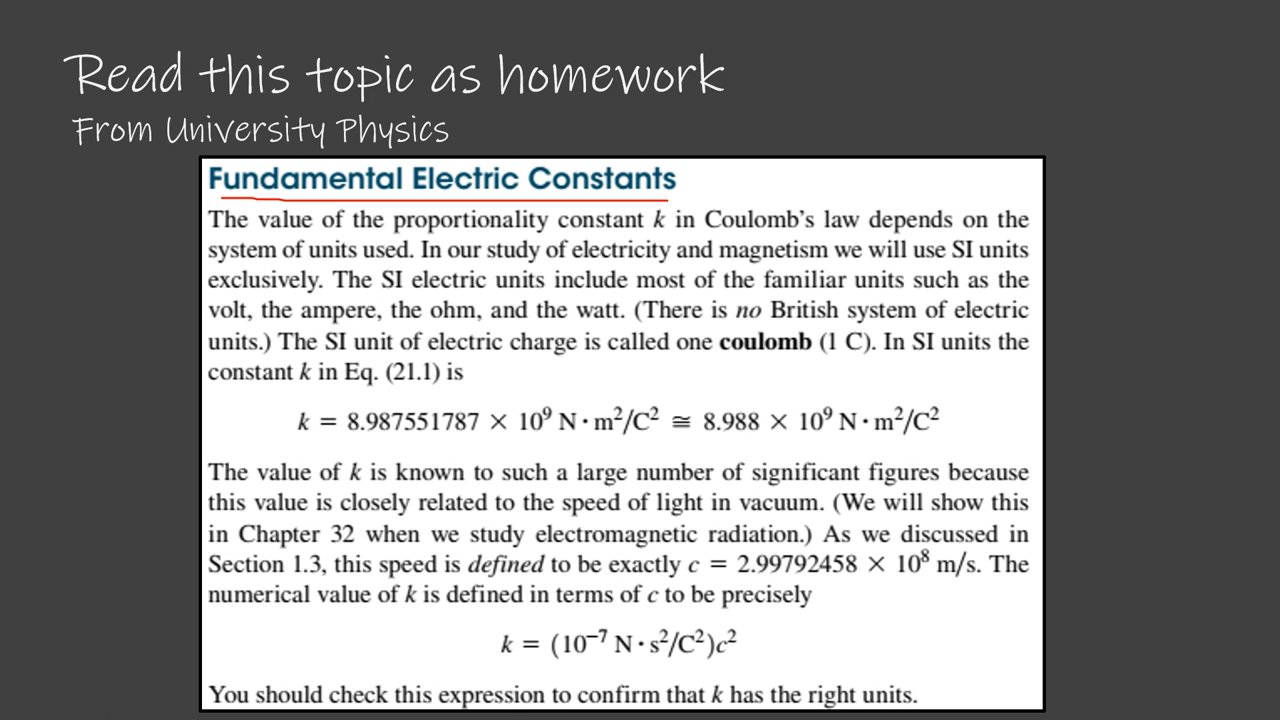 Read this topic as homework
From University Physics
Fundamental Electric Constants
The value of the proportionality constant k in Coulomb's law depends on the
system of units used. In our study of electricity and magnetism we will use SI units
exclusively. The SI electric units include most of the familiar units such as the
volt, the ampere, the ohm, and the watt. (There is no British system of electric
units.) The SI unit of electric charge is called one coulomb (1 C). In SI units the
constant k in Eq. (21.1) is
k = 8.987551787 × 10⁹ N · m²/C² ≅ 8.988 × 10⁹ N · m²/C²
The value of k is known to such a large number of significant figures because
this value is closely related to the speed of light in vacuum. (We will show this
in Chapter 32 when we study electromagnetic radiation.) As we discussed in
Section 1.3, this speed is defined to be exactly c = 2.99792458 × 10⁸ m/s. The
numerical value of k is defined in terms of c to be precisely
k = (10⁻⁷ N · s²/C²)c²
You should check this expression to confirm that k has the right units.